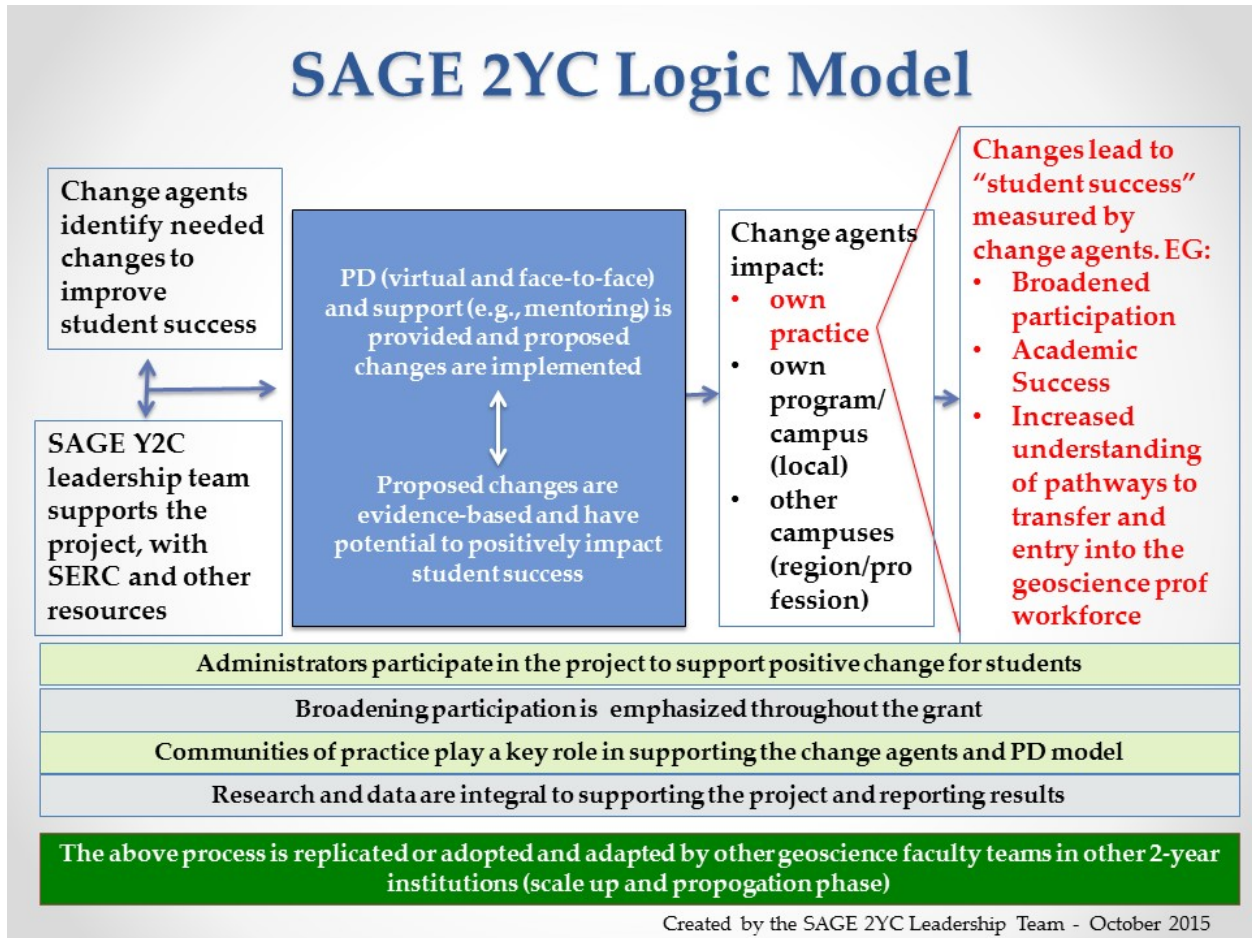 SAGE 2YC Logic Model
Change agents
identify needed
changes to
improve
student success
SAGE Y2C
leadership team
supports the
project, with
SERC and other
resources
PD (virtual and face-to-face)
and support (e.g., mentoring) is
provided and proposed
changes are implemented
Proposed changes are
evidence-based and have
potential to positively impact
student success
Change agents
impact:
• own
practice
• own
program/
campus
(local)
• other
campuses
(region/pro
fession)
Changes lead to
“student success”
measured by
change agents. EG:
• Broadened
participation
• Academic
Success
• Increased
understanding
of pathways to
transfer and
entry into the
geoscience prof
workforce
Administrators participate in the project to support positive change for students
Broadening participation is emphasized throughout the grant
Communities of practice play a key role in supporting the change agents and PD model
Research and data are integral to supporting the project and reporting results
The above process is replicated or adopted and adapted by other geoscience faculty teams in other 2-year
institutions (scale up and propogation phase)
Created by the SAGE 2YC Leadership Team - October 2015